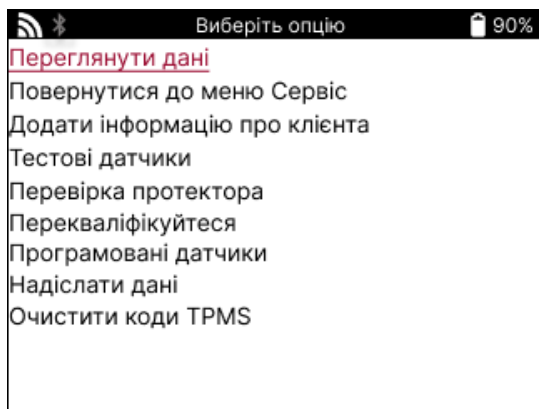 Виберіть опцію 90%
Переглянути дані
Повернутися до меню Сервіс
Додати інформацію про клієнта
Тестові датчики
Перевірка протектора
Перекваліфікуйтеся
Програмовані датчики
Надіслати дані
Очистити коди TPMS